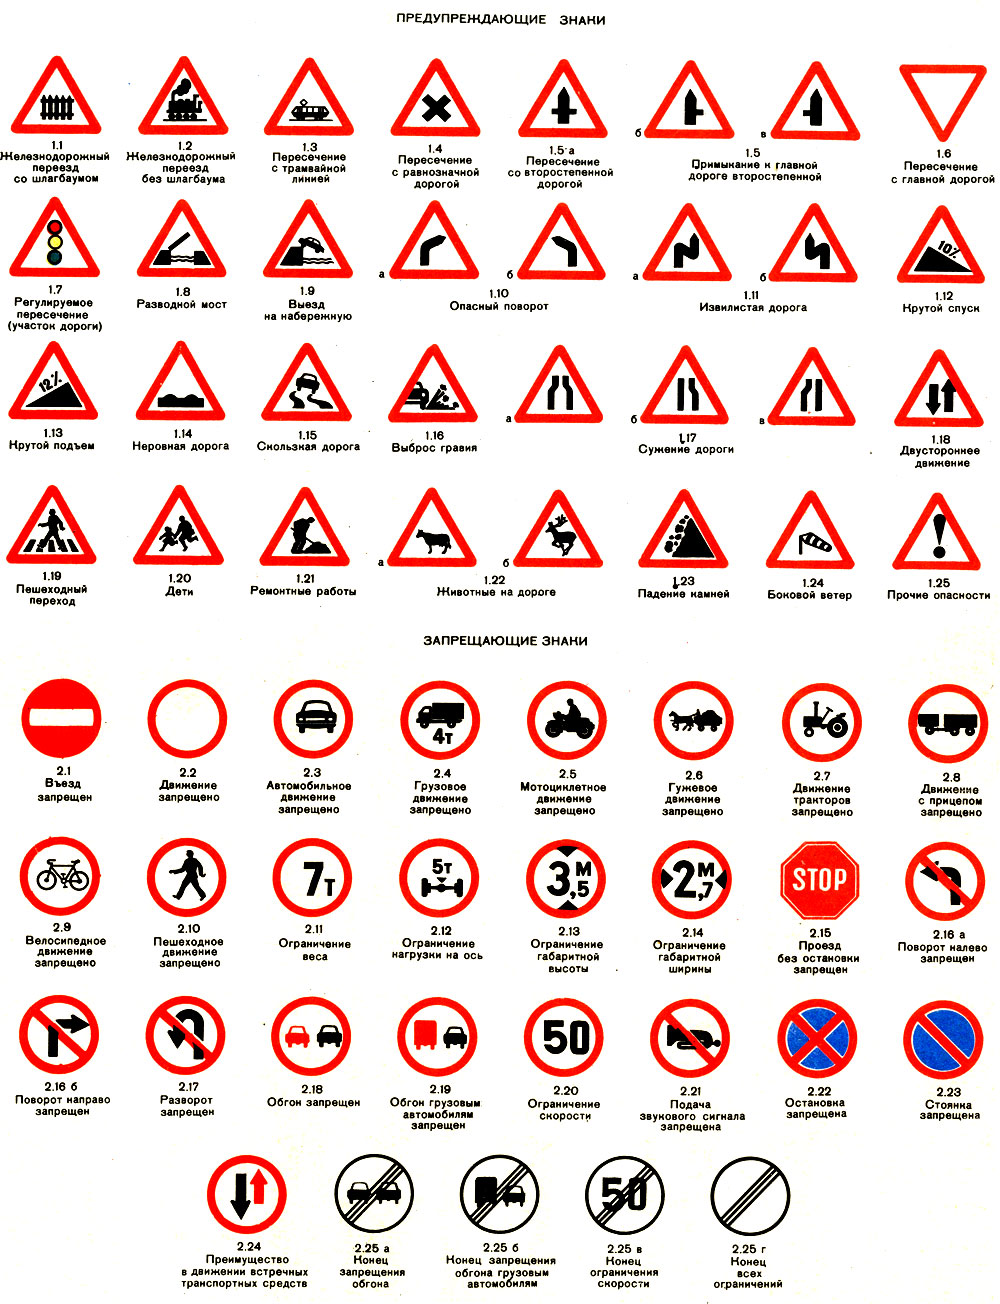 ПРЕДУПРЕЖДАЮЩИЕ ЗНАКИ
1.1
Железнодорожный
переезд
со шлагбаумом
1.2
Железнодорожный
переезд
без шлагбаума
1.3
Пересечение
с трамвайной
линией
1.4
Пересечение
с равнозначной
дорогой
1.5 а
Пересечение
со второстепенной
дорогой
б
в
1.5
Примыкание к главной
дороге второстепенной
1.6
Пересечение
с главной дорогой
1.7
Регулируемое
пересечение
(участок дороги)
1.8
Разводной мост
1.9
Выезд
на набережную
а
б
1.10
Опасный поворот
а
б
1.11
Извилистая дорога
10%
1.12
Крутой спуск
12%
1.13
Крутой подъем
1.14
Неровная дорога
1.15
Скользкая дорога
1.16
Выброс гравия
а
б
в
1.17
Сужение дороги
1.18
Двустороннее
движение
1.19
Пешеходный
переход
1.20
Дети
1.21
Ремонтные работы
а
б
1.22
Животные на дороге
1.23
Падение камней
1.24
Боковой ветер
1.25
Прочие опасности
ЗАПРЕЩАЮЩИЕ ЗНАКИ
2.1
Въезд
запрещен
2.2
Движение
запрещено
2.3
Автомобильное
движение
запрещено
4т
2.4
Грузовое
движение
запрещено
2.5
Мотоциклетное
движение
запрещено
2.6
Гужевое
движение
запрещено
2.7
Движение
тракторов
запрещено
2.8
Движение
с прицепом
запрещено
2.9
Велосипедное
движение
запрещено
2.10
Пешеходное
движение
запрещено
7т
2.11
Ограничение
веса
5т
2.12
Ограничение
нагрузки на ось
3,5 М
2.13
Ограничение
габаритной
высоты
2,7 М
2.14
Ограничение
габаритной
ширины
STOP
2.15
Проезд
без остановки
запрещен
2.16 а
Поворот налево
запрещен
2.16 б
Поворот направо
запрещен
2.17
Разворот
запрещен
2.18
Обгон запрещен
2.19
Обгон грузовым
автомобилям
запрещен
50
2.20
Ограничение
скорости
2.21
Подача
звукового сигнала
запрещена
2.22
Остановка
запрещена
2.23
Стоянка
запрещена
2.24
Преимущество
в движении встречных
транспортных средств
2.25 а
Конец
запрещения
обгона
2.25 б
Конец запрещения
обгона грузовым
автомобилям
50
2.25 в
Конец
ограничения
скорости
2.25 г
Конец
всех
ограничений